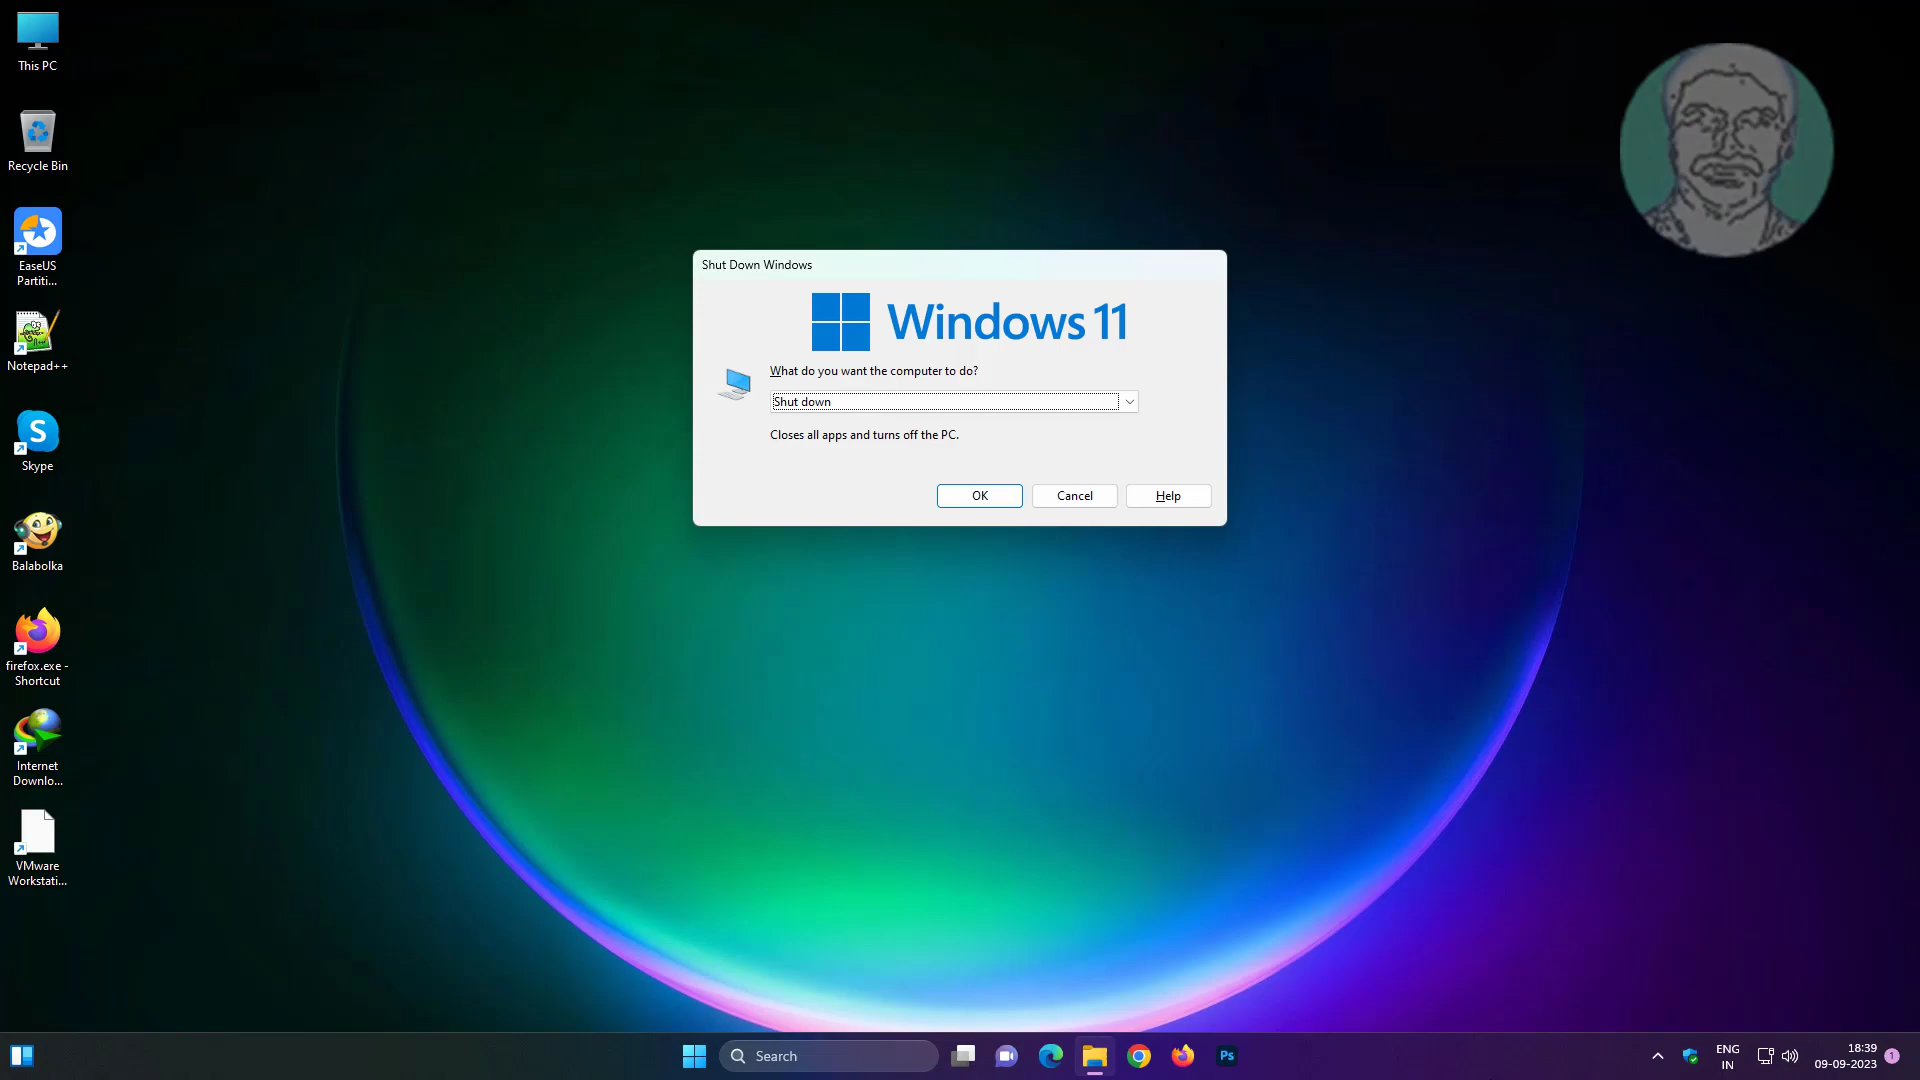 This PC
Recycle Bin
EaseUS
Partiti...
Notepad++
S
Skype
Balabolka
firefox.exe -
Shortcut
Internet
Downlo...
VMware
Workstati...
Shut Down Windows
Windows 11
What do you want the computer to do?
Shut down
Closes all apps and turns off the PC.
OK
Cancel
Help
Search
Ps
ENG
IN
18:39
09-09-2023
1